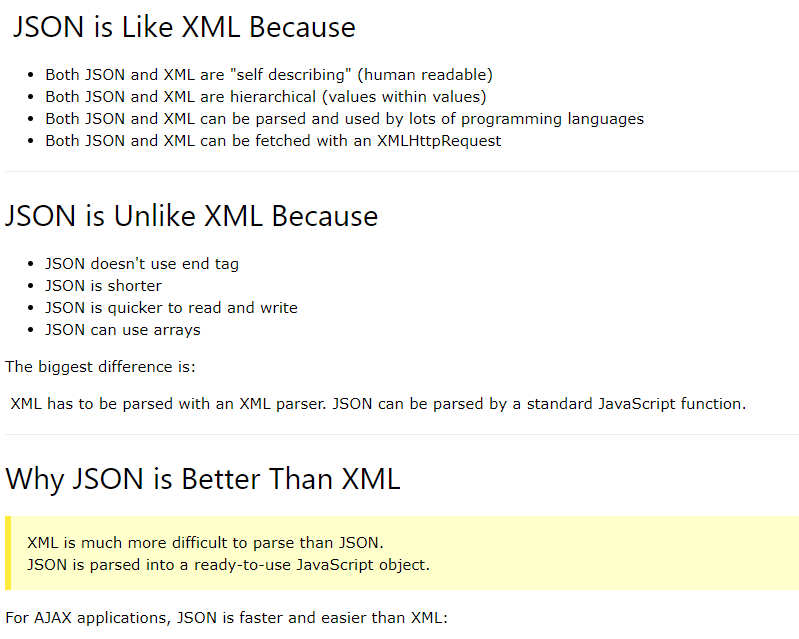 JSON is Like XML Because
• Both JSON and XML are "self describing" (human readable)
• Both JSON and XML are hierarchical (values within values)
• Both JSON and XML can be parsed and used by lots of programming languages
• Both JSON and XML can be fetched with an XMLHttpRequest
JSON is Unlike XML Because
• JSON doesn't use end tag
• JSON is shorter
• JSON is quicker to read and write
• JSON can use arrays
The biggest difference is:
XML has to be parsed with an XML parser. JSON can be parsed by a standard JavaScript function.
Why JSON is Better Than XML
XML is much more difficult to parse than JSON.
JSON is parsed into a ready-to-use JavaScript object.
For AJAX applications, JSON is faster and easier than XML: